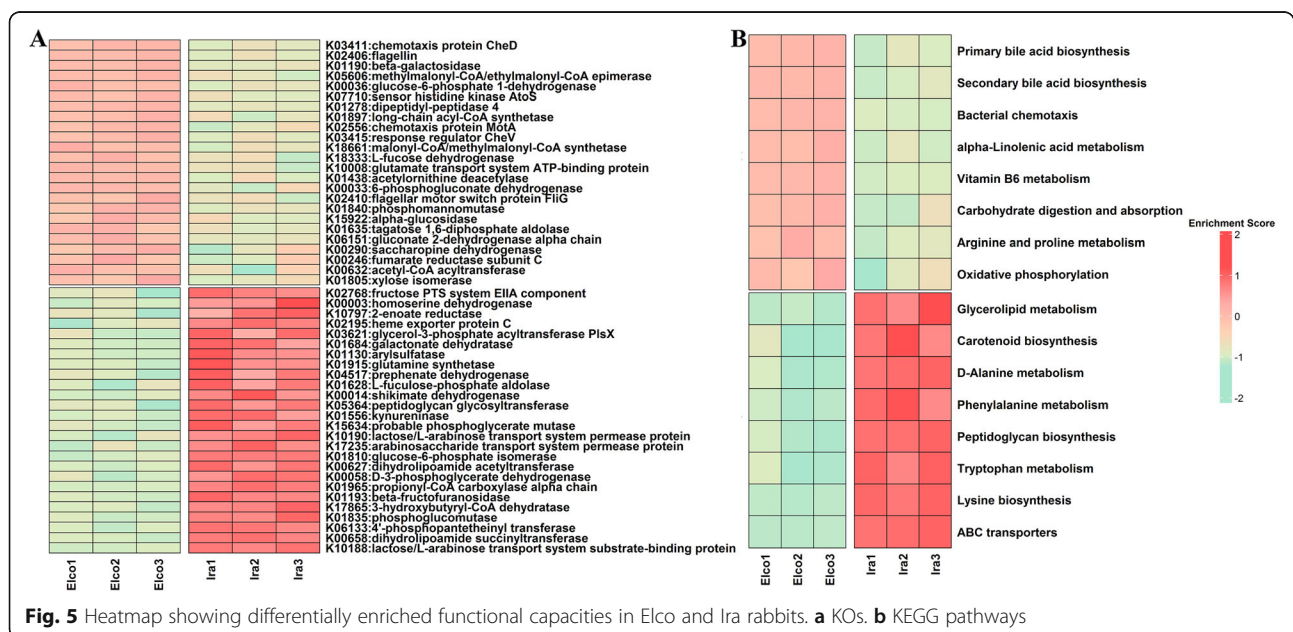 A
K03411:chemotaxis protein CheD
K02406:flagellin
K01190:beta-galactosidase
K05606:methylmalonyl-CoA/ethylmalonyl-CoA epimerase
K00036:glucose-6-phosphate 1-dehydrogenase
K07710:sensor histidine kinase AtoS
K01278:dipeptidyl-peptidase 4
K01897:long-chain acyl-CoA synthetase
K02556:chemotaxis protein MotA
K03415:response regulator CheV
K18661:malonyl-CoA/methylmalonyl-CoA synthetase
K18333:L-fucose dehydrogenase
K10008:glutamate transport system ATP-binding protein
K01438:acetylornithine deacetylase
K00033:6-phosphogluconate dehydrogenase
K02410:flagellar motor switch protein FliG
K01840:phosphomannomutase
K15922:alpha-glucosidase
K01635:tagatose 1,6-diphosphate aldolase
K06151:gluconate 2-dehydrogenase alpha chain
K00290:saccharopine dehydrogenase
K00246:fumarate reductase subunit C
K00632:acetyl-CoA acyltransferase
K01805:xylose isomerase
K02768:fructose PTS system EIIA component
K00003:homoserine dehydrogenase
K10797:2-enoate reductase
K02195:heme exporter protein C
K03621:glycerol-3-phosphate acyltransferase PlsX
K01684:galactonate dehydratase
K01130:arylsulfatase
K01915:glutamine synthetase
K04517:prephenate dehydrogenase
K01628:L-fuculose-phosphate aldolase
K00014:shikimate dehydrogenase
K05364:peptidoglycan glycosyltransferase
K01556:kynureninase
K15634:probable phosphoglycerate mutase
K10190:lactose/L-arabinose transport system permease protein
K17235:arabinosaccharide transport system permease protein
K01810:glucose-6-phosphate isomerase
K00627:dihydrolipoamide acetyltransferase
K00058:D-3-phosphoglycerate dehydrogenase
K01965:propionyl-CoA carboxylase alpha chain
K01193:beta-fructofuranosidase
K17865:3-hydroxybutyryl-CoA dehydratase
K01835:phosphoglucomutase
K06133:4'-phosphopantetheinyl transferase
K00658:dihydrolipoamide succinyltransferase
K10188:lactose/L-arabinose transport system substrate-binding protein
Elco1
Elco2
Elco3
Ira1
Ira2
Ira3
B
Primary bile acid biosynthesis
Secondary bile acid biosynthesis
Bacterial chemotaxis
alpha-Linolenic acid metabolism
Vitamin B6 metabolism
Carbohydrate digestion and absorption
Arginine and proline metabolism
Oxidative phosphorylation
Glycerolipid metabolism
Carotenoid biosynthesis
D-Alanine metabolism
Phenylalanine metabolism
Peptidoglycan biosynthesis
Tryptophan metabolism
Lysine biosynthesis
ABC transporters
Elco1
Elco2
Elco3
Ira1
Ira2
Ira3
Enrichment Score
2
1
0
-1
-2
Fig. 5 Heatmap showing differentially enriched functional capacities in Elco and Ira rabbits. a KOs. b KEGG pathways